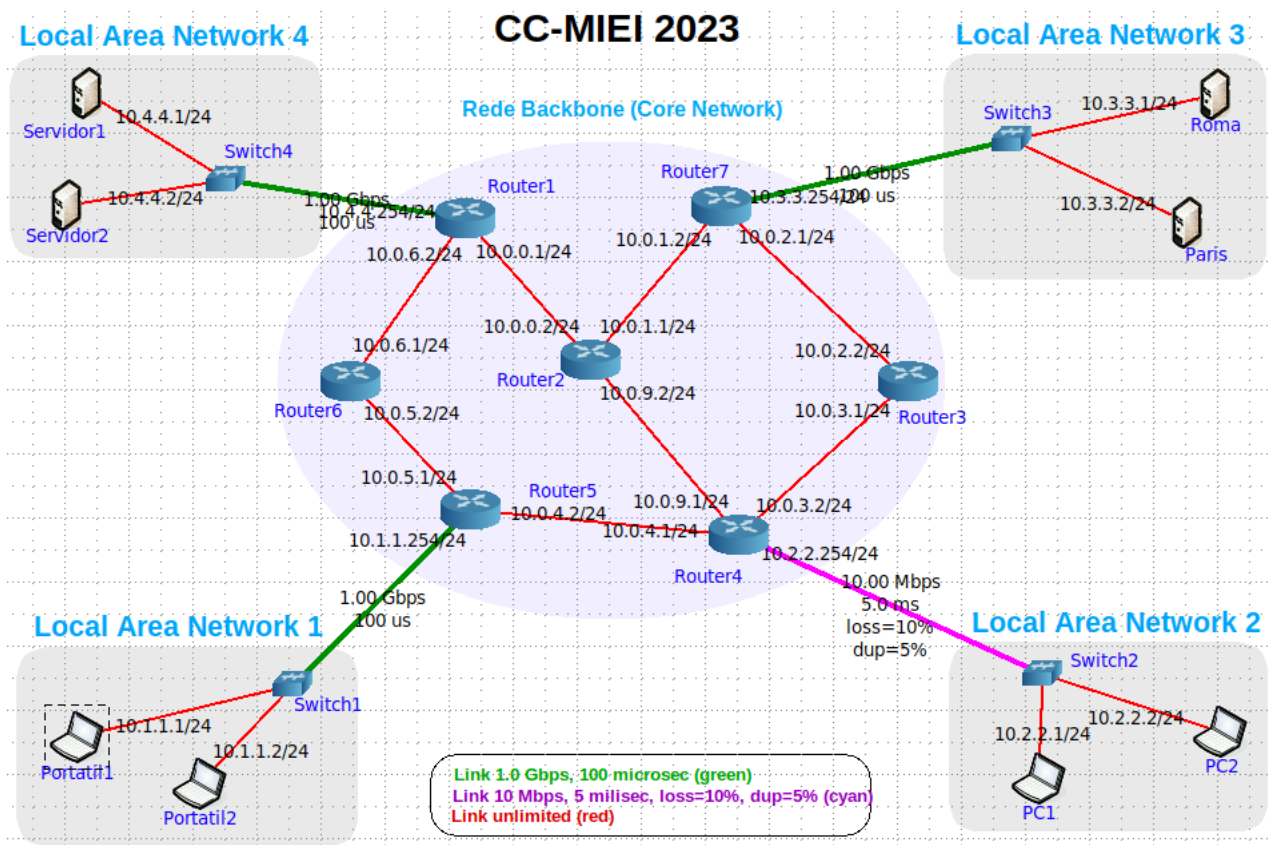 CC-MIEI 2023
Local Area Network 4
Local Area Network 3
Rede Backbone (Core Network)
Servidor1
10.4.4.1/24
Switch4
Servidor2
10.4.4.2/24
1.00 Gbps
100 us
10.4.4.254/24
Router1
10.0.6.2/24
10.0.0.1/24
Router7
10.0.1.2/24
10.0.2.1/24
10.3.3.254/24
1.00 Gbps
100 us
Switch3
10.3.3.1/24
Roma
10.3.3.2/24
Paris
10.0.6.1/24
Router6
10.0.5.2/24
10.0.0.2/24
10.0.1.1/24
Router2
10.0.9.2/24
10.0.2.2/24
10.0.3.1/24
Router3
10.0.5.1/24
Router5
10.0.4.2/24
10.1.1.254/24
10.0.9.1/24
10.0.3.2/24
10.0.4.1/24
Router4
10.2.2.254/24
1.00 Gbps
100 us
10.00 Mbps
5.0 ms
loss=10%
dup=5%
Local Area Network 1
Local Area Network 2
Switch1
10.1.1.1/24
Portatil1
10.1.1.2/24
Portatil2
Switch2
10.2.2.1/24
10.2.2.2/24
PC1
PC2
Link 1.0 Gbps, 100 microsec (green)
Link 10 Mbps, 5 milisec, loss=10%, dup=5% (cyan)
Link unlimited (red)